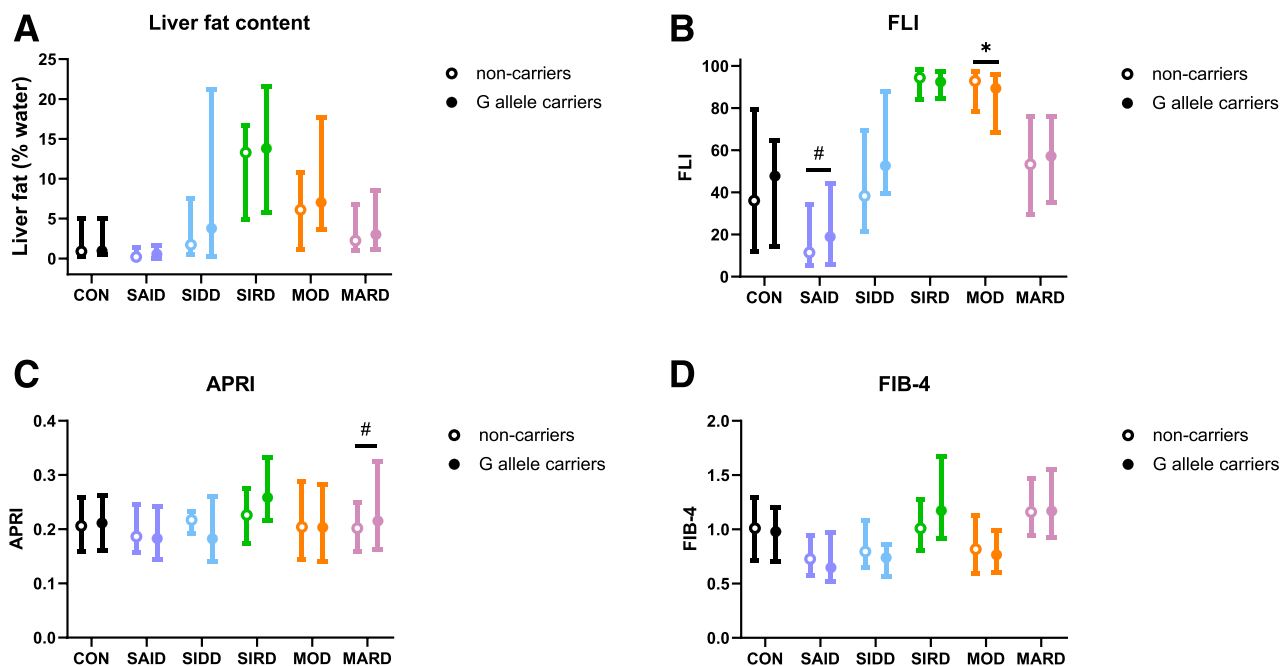 A
Liver fat content
Liver fat (% water)
25
20
15
10
5
0
CON SAID SIDD SIRD MOD MARD
non-carriers
G allele carriers
B
FLI
FLI
100
80
60
40
20
0
#
*
CON SAID SIDD SIRD MOD MARD
non-carriers
G allele carriers
C
APRI
APRI
0.4
0.3
0.2
0.1
0.0
#
CON SAID SIDD SIRD MOD MARD
non-carriers
G allele carriers
D
FIB-4
FIB-4
2.0
1.5
1.0
0.5
0.0
CON SAID SIDD SIRD MOD MARD
non-carriers
G allele carriers